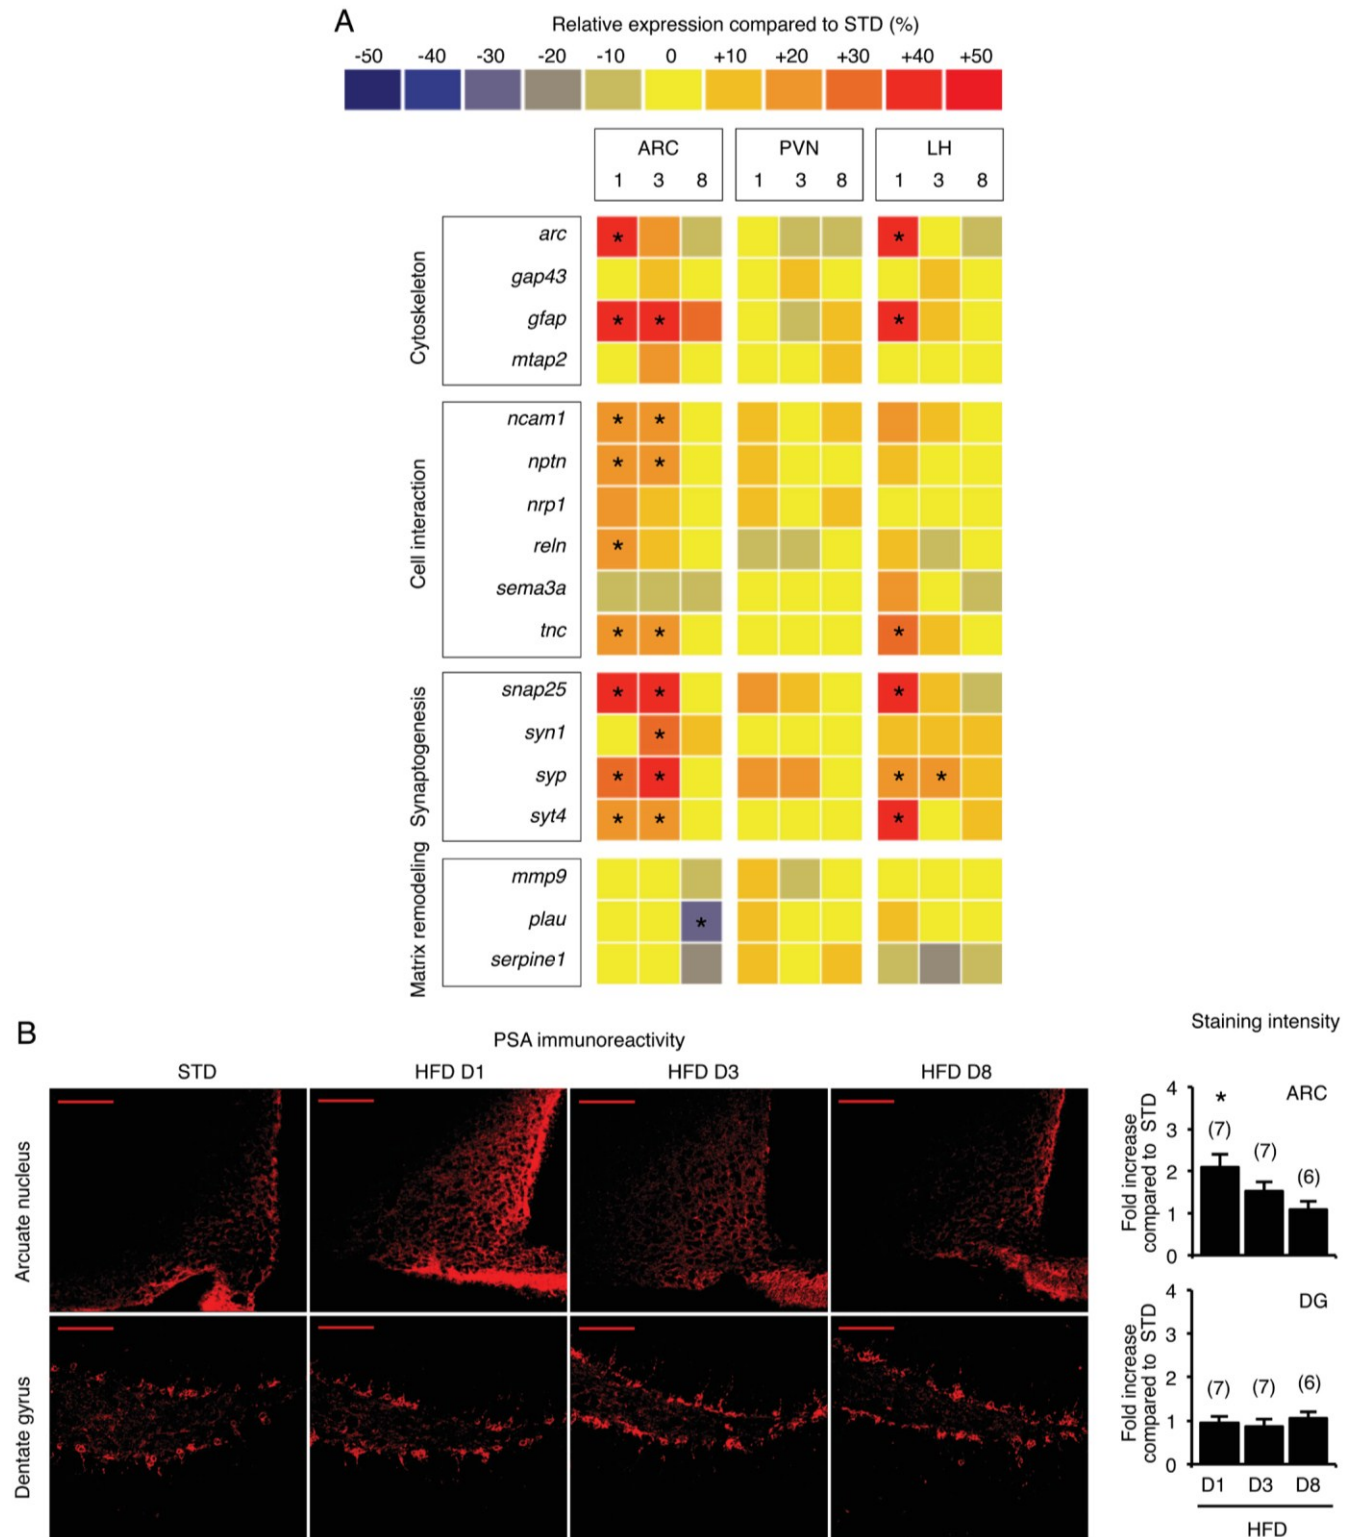 A
Relative expression compared to STD (%)
-50 -40 -30 -20 -10 0 +10 +20 +30 +40 +50
ARC PVN LH
1 3 8 1 3 8 1 3 8
Cytoskeleton
arc * *
gap43
gfap * * *
mtap2
Cell interaction
ncam1 * *
nptn * *
nrp1
reln *
sema3a
tnc * * *
Synaptogenesis
snap25 * * *
syn1 *
syp * * * *
syt4 * * *
Matrix remodeling
mmp9
plau *
serpine1
B
PSA immunoreactivity
STD HFD D1 HFD D3 HFD D8
Arcuate nucleus
Dentate gyrus
Staining intensity
Fold increase
compared to STD
4
3
2
1
0
ARC
*
(7) (7) (6)
Fold increase
compared to STD
4
3
2
1
0
DG
(7) (7) (6)
D1 D3 D8
HFD